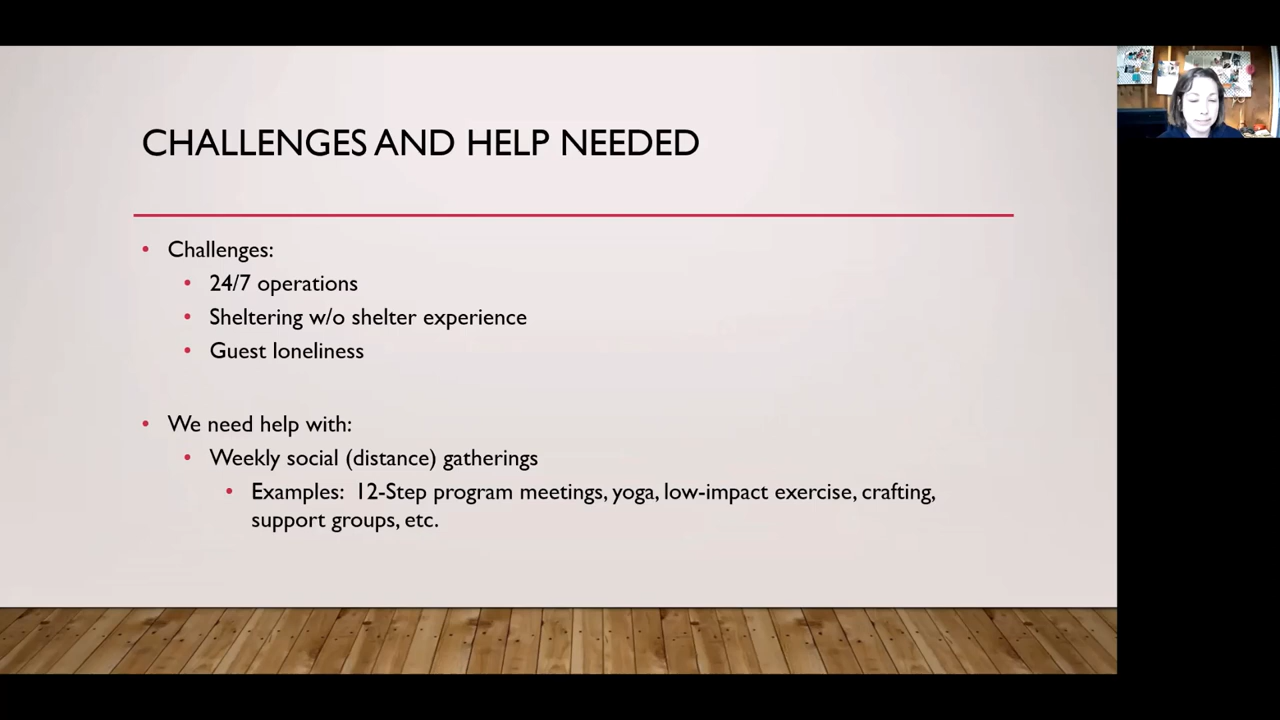 CHALLENGES AND HELP NEEDED
• Challenges:
• 24/7 operations
• Sheltering w/o shelter experience
• Guest loneliness
• We need help with:
• Weekly social (distance) gatherings
• Examples: 12-Step program meetings, yoga, low-impact exercise, crafting,
support groups, etc.